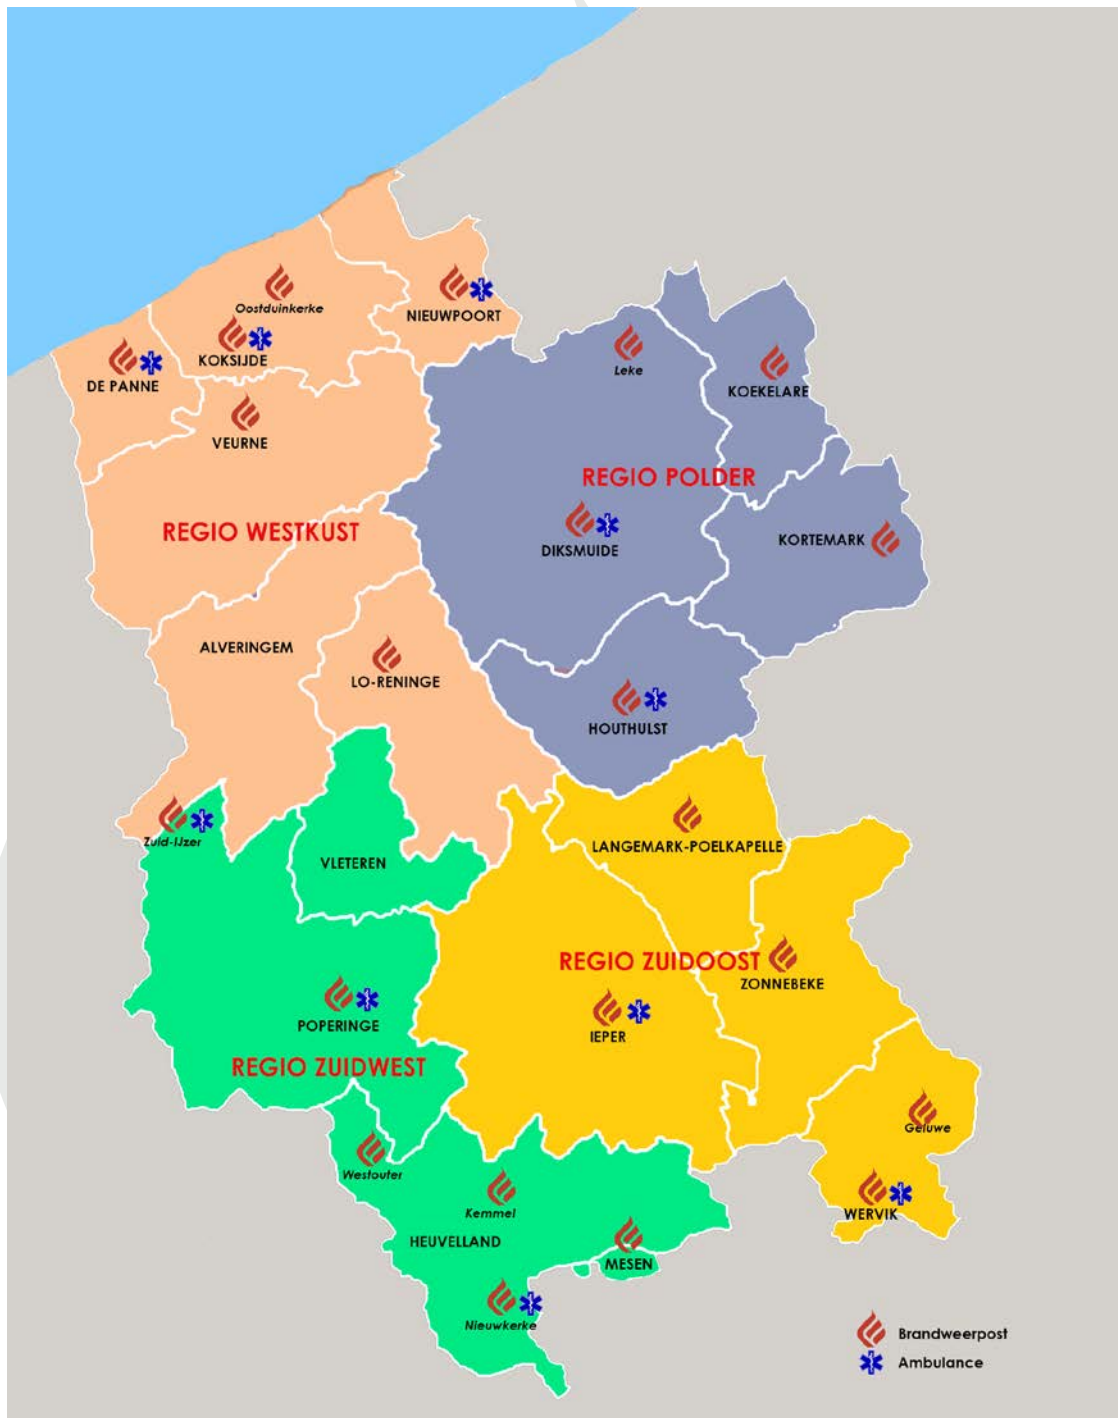 Oostduinkerke
NIEUWPOORT
KOKSIJDE
DE PANNE
Leke
KOEKELARE
VEURNE
REGIO POLDER
REGIO WESTKUST
DIKSMUIDE
KORTEMARK
ALVERINGEM
LO-RENINGE
HOUTHULST
Zuid-IJzer
LANGEMARK-POELKAPELLE
VLETEREN
REGIO ZUIDOOST
ZONNEBEKE
POPERINGE
IEPER
REGIO ZUIDWEST
Geluwe
Westouter
Kemmel
WERVIK
HEUVELLAND
MESEN
Nieuwkerke
Brandweerpost
Ambulance